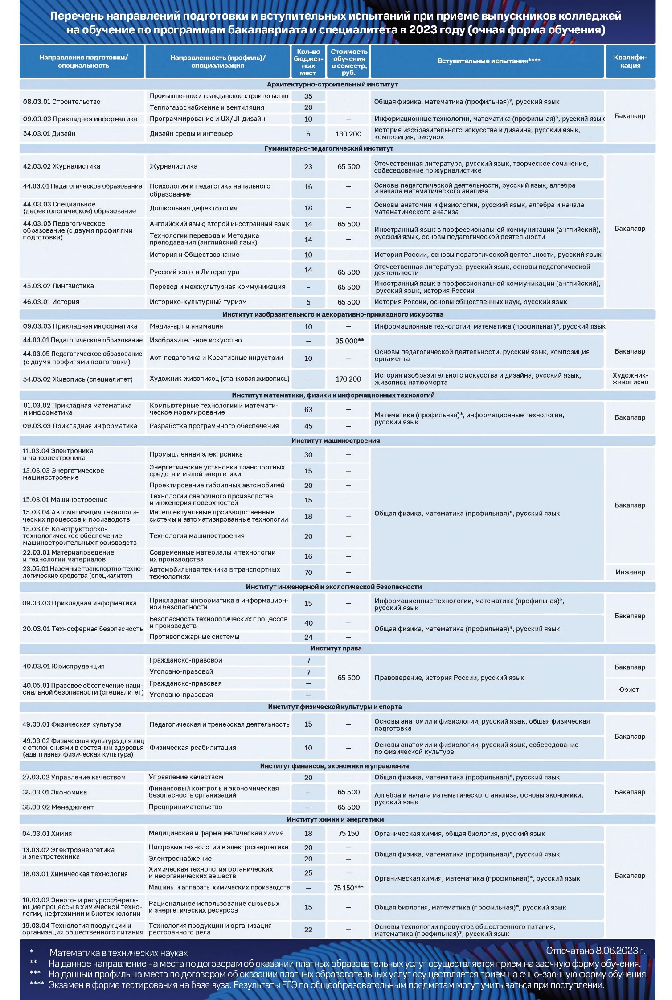 Перечень направлений подготовки и вступительных испытаний при приеме выпускников колледжей
на обучение по программам бакалавриата и специалитета в 2023 году (очная форма обучения)
Направление подготовки/
специальность
Направленность (профиль)/
специализация
Кол-во
бюджет-
ных
мест
Стоимость
обучения
в семестр,
руб.
Вступительные испытания****
Квалифи-
кация
Архитектурно-строительный институт
08.03.01 Строительство
Промышленное и гражданское строительство
35
Теплогазоснабжение и вентиляция
20
—
Общая физика, математика (профильная)*, русский язык
Бакалавр
09.03.03 Прикладная информатика
Программирование и UX/UI-дизайн
10
—
Информационные технологии, математика (профильная)*, русский язык
54.03.01 Дизайн
Дизайн среды и интерьер
6
130 200
История изобразительного искусства и дизайна, русский язык,
композиция, рисунок
Гуманитарно-педагогический институт
42.03.02 Журналистика
Журналистика
23
65 500
Отечественная литература, русский язык, творческое сочинение,
собеседование по журналистике
Бакалавр
44.03.01 Педагогическое образование
Психология и педагогика начального
образования
16
—
Основы педагогической деятельности, русский язык, алгебра
и начала математического анализа
44.03.03 Специальное
(дефектологическое) образование
Дошкольная дефектология
18
—
Основы анатомии и физиологии, русский язык, алгебра и начала
математического анализа
44.03.05 Педагогическое
образование (с двумя профилями
подготовки)
Английский язык; второй иностранный язык
14
65 500
Технологии перевода и Методика
преподавания (английский язык)
14
—
Иностранный язык в профессиональной коммуникации (английский),
русский язык, основы педагогической деятельности
История и Обществознание
10
—
История России, основы педагогической деятельности, русский язык
Русский язык и Литература
14
65 500
Отечественная литература, русский язык, основы педагогической
деятельности
45.03.02 Лингвистика
Перевод и межкультурная коммуникация
–
65 500
Иностранный язык в профессиональной коммуникации (английский),
русский язык, история России
46.03.01 История
Историко-культурный туризм
5
65 500
История России, основы общественных наук, русский язык
Институт изобразительного и декоративно-прикладного искусства
09.03.03 Прикладная информатика
Медиа-арт и анимация
10
—
Информационные технологии, математика (профильная)*, русский язык
Бакалавр
44.03.01 Педагогическое образование
Изобразительное искусство
—
35 000**
44.03.05 Педагогическое образование
(с двумя профилями подготовки)
Арт-педагогика и Креативные индустрии
10
—
Основы педагогической деятельности, русский язык, композиция
орнамента
54.05.02 Живопись (специалитет)
Художник-живописец (станковая живопись)
—
170 200
История изобразительного искусства и дизайна, русский язык,
живопись натюрморта
Художник-
живописец
Институт математики, физики и информационных технологий
01.03.02 Прикладная математика
и информатика
Компьютерные технологии и математи-
ческое моделирование
63
—
Математика (профильная)*, информационные технологии,
русский язык
Бакалавр
09.03.03 Прикладная информатика
Разработка программного обеспечения
45
—
Институт машиностроения
11.03.04 Электроника
и наноэлектроника
Промышленная электроника
30
—
13.03.03 Энергетическое
машиностроение
Энергетические установки транспортных
средств и малой энергетики
15
—
Проектирование гибридных автомобилей
20
—
15.03.01 Машиностроение
Технологии сварочного производства
и инженерия поверхностей
15
—
15.03.04 Автоматизация технологи-
ческих процессов и производств
Интеллектуальные производственные
системы и автоматизированные технологии
18
—
Общая физика, математика (профильная)*, русский язык
Бакалавр
15.03.05 Конструкторско-
технологическое обеспечение
машиностроительных производств
Технология машиностроения
20
—
22.03.01 Материаловедение
и технологии материалов
Современные материалы и технологии
их производства
16
—
23.05.01 Наземные транспортно-техно-
логические средства (специалитет)
Автомобильная техника в транспортных
технологиях
70
—
Инженер
Институт инженерной и экологической безопасности
09.03.03 Прикладная информатика
Прикладная информатика в информацион-
ной безопасности
15
—
Информационные технологии, математика (профильная)*,
русский язык
Бакалавр
20.03.01 Техносферная безопасность
Безопасность технологических процессов
и производств
40
—
Противопожарные системы
24
—
Общая физика, математика (профильная)*, русский язык
Институт права
40.03.01 Юриспруденция
Гражданско-правовой
7
Уголовно-правовой
7
Бакалавр
65 500
Правоведение, история России, русский язык
40.05.01 Правовое обеспечение наци-
ональной безопасности (специалитет)
Гражданско-правовая
—
Уголовно-правовая
—
Юрист
Институт физической культуры и спорта
49.03.01 Физическая культура
Педагогическая и тренерская деятельность
15
—
Основы анатомии и физиологии, русский язык, общая физическая
подготовка
Бакалавр
49.03.02 Физическая культура для лиц
с отклонениями в состоянии здоровья
(адаптивная физическая культура)
Физическая реабилитация
10
—
Основы анатомии и физиологии, русский язык, собеседование
по физической культуре
Институт финансов, экономики и управления
27.03.02 Управление качеством
Управление качеством
20
—
Общая физика, математика (профильная)*, русский язык
38.03.01 Экономика
Финансовый контроль и экономическая
безопасность организаций
—
65 500
Алгебра и начала математического анализа, основы экономики,
русский язык
Бакалавр
38.03.02 Менеджмент
Предпринимательство
—
65 500
Институт химии и энергетики
04.03.01 Химия
Медицинская и фармацевтическая химия
18
75 150
Органическая химия, общая биология, русский язык
13.03.02 Электроэнергетика
и электротехника
Цифровые технологии в электроэнергетике
20
—
Электроснабжение
20
—
Общая физика, математика (профильная)*, русский язык
18.03.01 Химическая технология
Химическая технология органических
и неорганических веществ
25
—
Машины и аппараты химических производств
—
75 150***
Органическая химия, математика (профильная)*, русский язык
Бакалавр
18.03.02 Энерго- и ресурсосберега-
ющие процессы в химической техно-
логии, нефтехимии и биотехнологии
Рациональное использование сырьевых
и энергетических ресурсов
15
—
Общая биология, математика (профильная)*, русский язык
19.03.04 Технология продукции и
организация общественного питания
Технология продукции и организация
ресторанного дела
22
—
Основы технологии продуктов общественного питания,
математика (профильная)*, русский язык
Отпечатано 8.06.2023 г.
* Математика в технических науках
** На данное направление на места по договорам об оказании платных образовательных услуг осуществляется прием на заочную форму обучения.
*** На данный профиль на места по договорам об оказании платных образовательных услуг осуществляется прием на очно-заочную форму обучения.
**** Экзамен в форме тестирования на базе вуза. Результаты ЕГЭ по общеобразовательным предметам могут учитываться при поступлении.